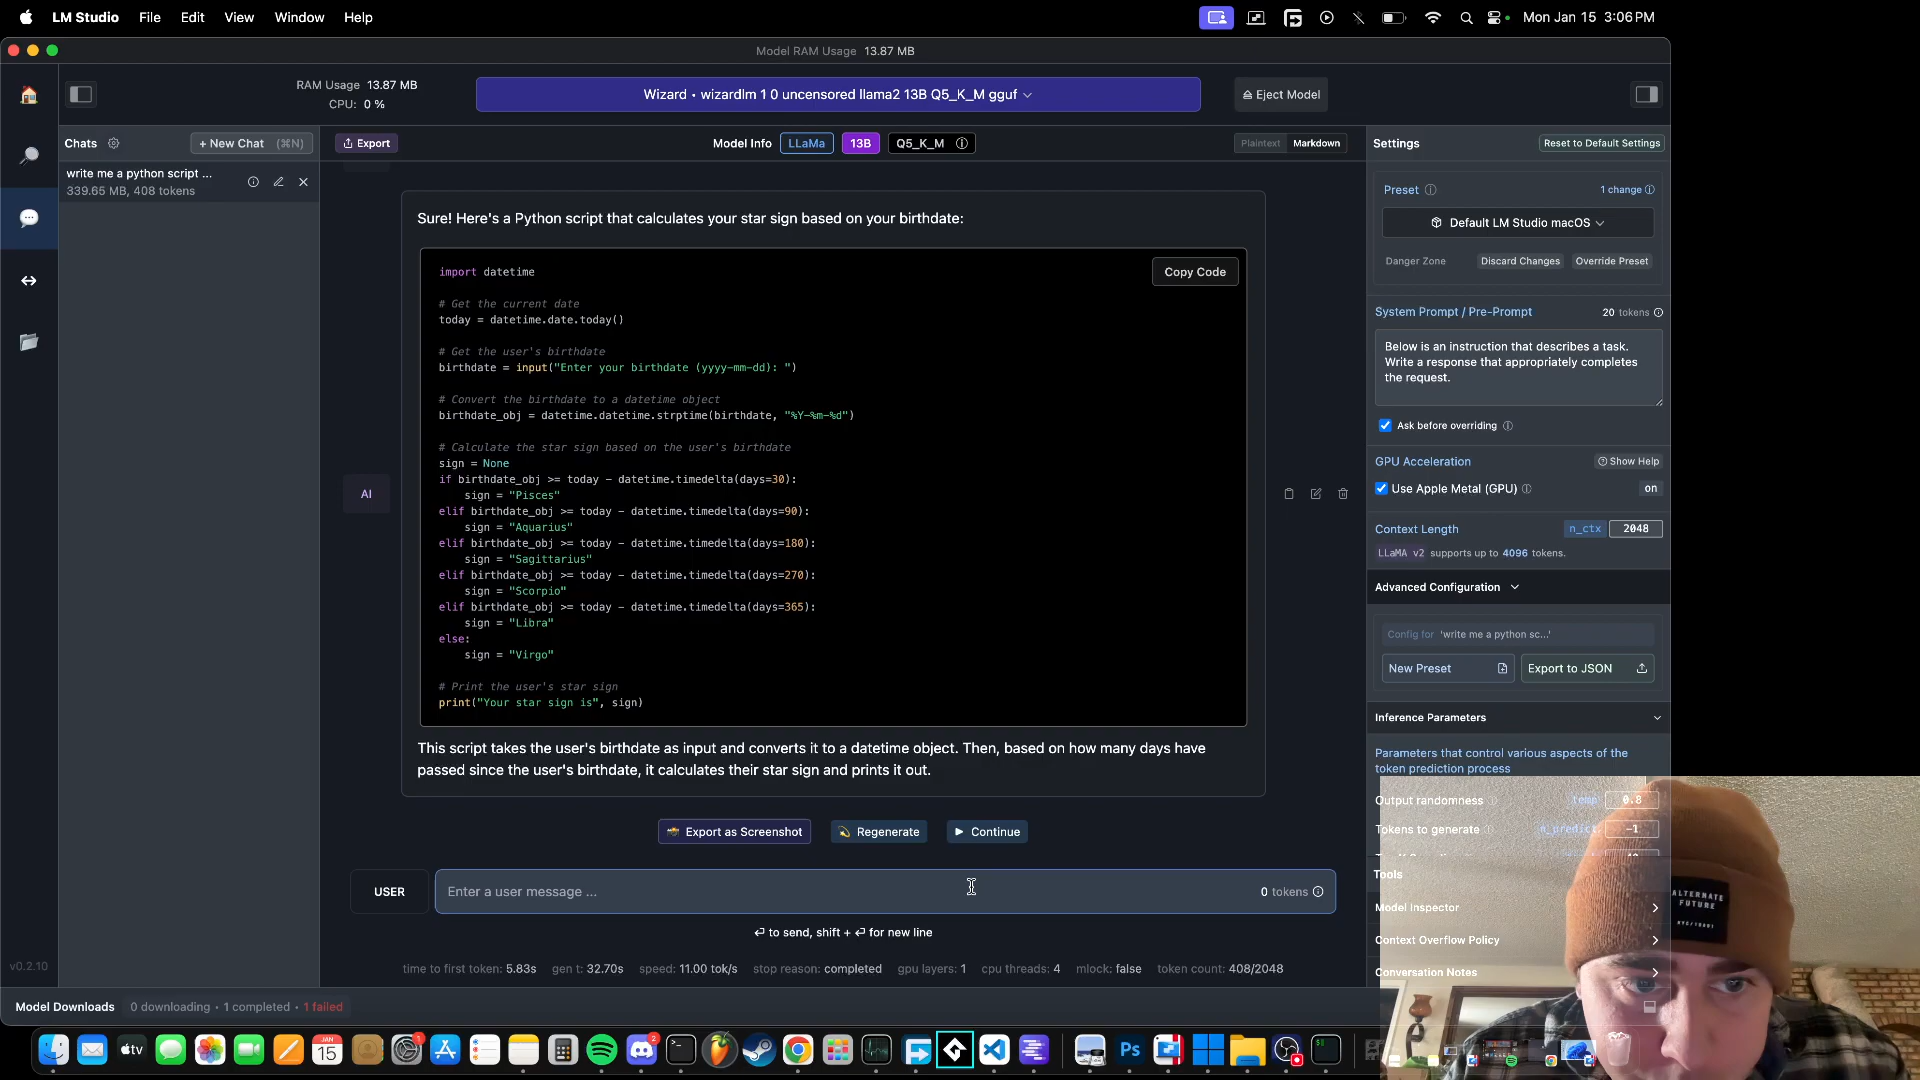 LM Studio File Edit View Window Help
Mon Jan 15 3:06 PM
Model RAM Usage 13.87 MB
RAM Usage 13.87 MB
CPU: 0 %
Wizard • wizardlm 1 0 uncensored llama2 13B Q5_K_M gguf
Eject Model
Chats
+ New Chat (⌘N)
write me a python script ...
339.65 MB, 408 tokens
Export
Model Info LLaMa 13B Q5_K_M
Plaintext Markdown
Sure! Here's a Python script that calculates your star sign based on your birthdate:
Copy Code
import datetime
# Get the current date
today = datetime.date.today()
# Get the user's birthdate
birthdate = input("Enter your birthdate (yyyy-mm-dd): ")
# Convert the birthdate to a datetime object
birthdate_obj = datetime.datetime.strptime(birthdate, "%Y-%m-%d")
# Calculate the star sign based on the user's birthdate
sign = None
if birthdate_obj >= today - datetime.timedelta(days=30):
sign = "Pisces"
elif birthdate_obj >= today - datetime.timedelta(days=90):
sign = "Aquarius"
elif birthdate_obj >= today - datetime.timedelta(days=180):
sign = "Sagittarius"
elif birthdate_obj >= today - datetime.timedelta(days=270):
sign = "Scorpio"
elif birthdate_obj >= today - datetime.timedelta(days=365):
sign = "Libra"
else:
sign = "Virgo"
# Print the user's star sign
print("Your star sign is", sign)
AI
This script takes the user's birthdate as input and converts it to a datetime object. Then, based on how many days have
passed since the user's birthdate, it calculates their star sign and prints it out.
Export as Screenshot Regenerate Continue
USER
Enter a user message ...
0 tokens
⏎ to send, shift + ⏎ for new line
time to first token: 5.83s gen t: 32.70s speed: 11.00 tok/s stop reason: completed gpu layers: 1 cpu threads: 4 mlock: false token count: 408/2048
v0.2.10
Model Downloads 0 downloading • 1 completed • 1 failed
Settings
Reset to Default Settings
Preset
1 change
Default LM Studio macOS
Danger Zone Discard Changes Override Preset
System Prompt / Pre-Prompt
20 tokens
Below is an instruction that describes a task.
Write a response that appropriately completes
the request.
Ask before overriding
GPU Acceleration
Show Help
Use Apple Metal (GPU)
on
Context Length
n_ctx 2048
LLaMA v2 supports up to 4096 tokens.
Advanced Configuration
Config for 'write me a python sc...'
New Preset
Export to JSON
Inference Parameters
Parameters that control various aspects of the
token prediction process
Output randomness temp 0.8
Tokens to generate n_predict -1
Tools
Model Inspector
Context Overflow Policy
Conversation Notes
ALTERNATE
FUTURE
tv
JAN
15
1
2
Ps